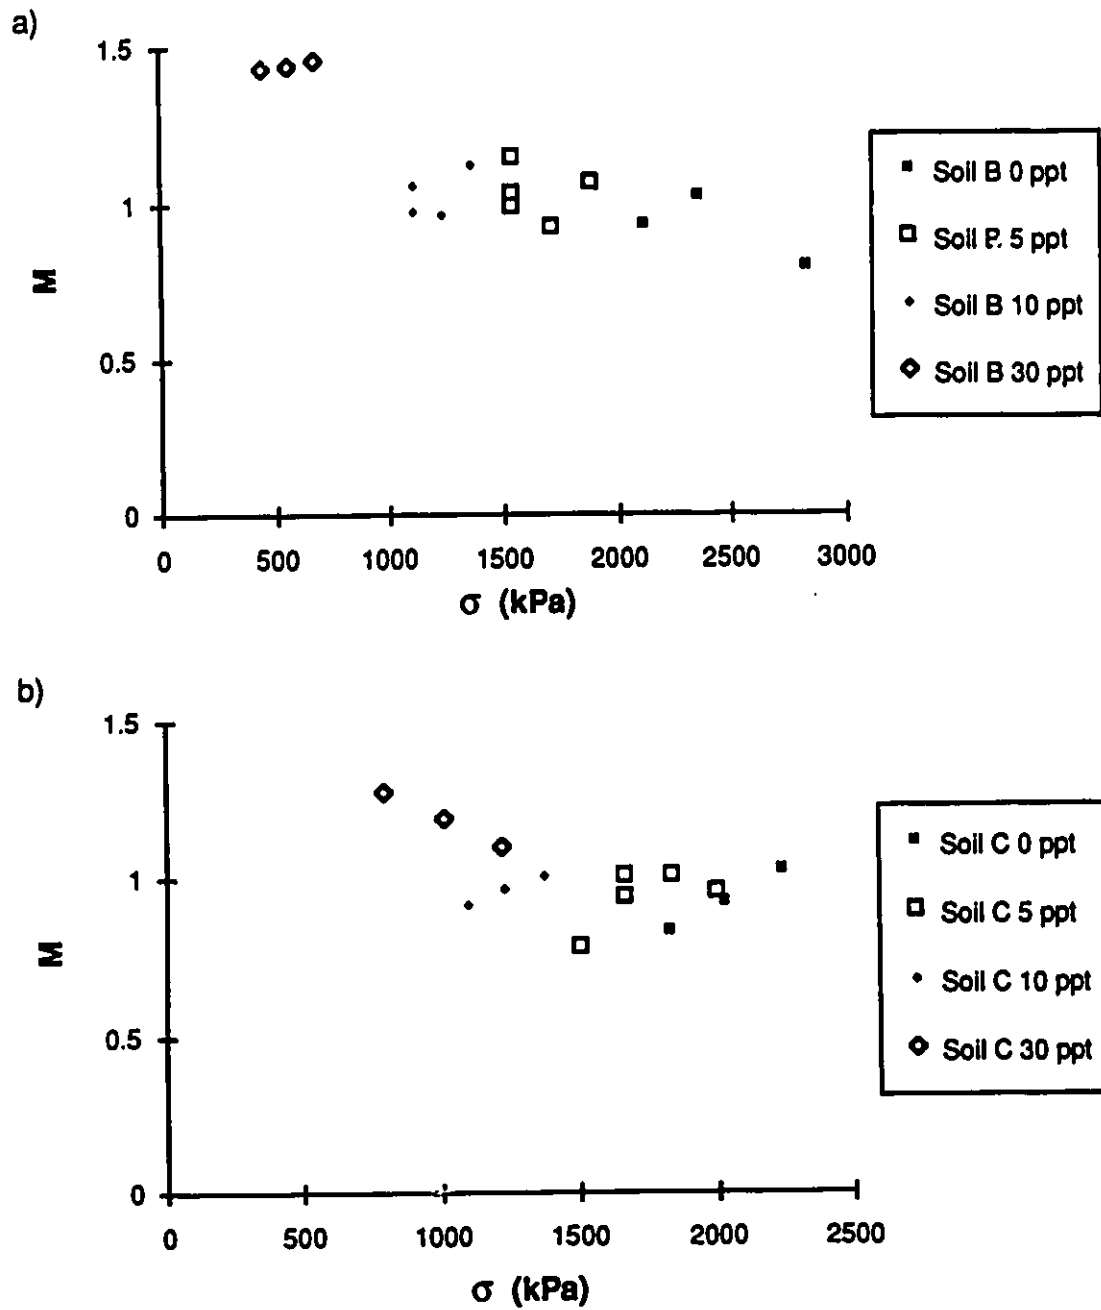 a)
1.5
1
0.5
0
M
0
500
1000
1500
2000
2500
3000
σ (kPa)
Soil B 0 ppt
Soil B 5 ppt
Soil B 10 ppt
Soil B 30 ppt
b)
1.5
1
0.5
0
M
0
500
1000
1500
2000
2500
σ (kPa)
Soil C 0 ppt
Soil C 5 ppt
Soil C 10 ppt
Soil C 30 ppt